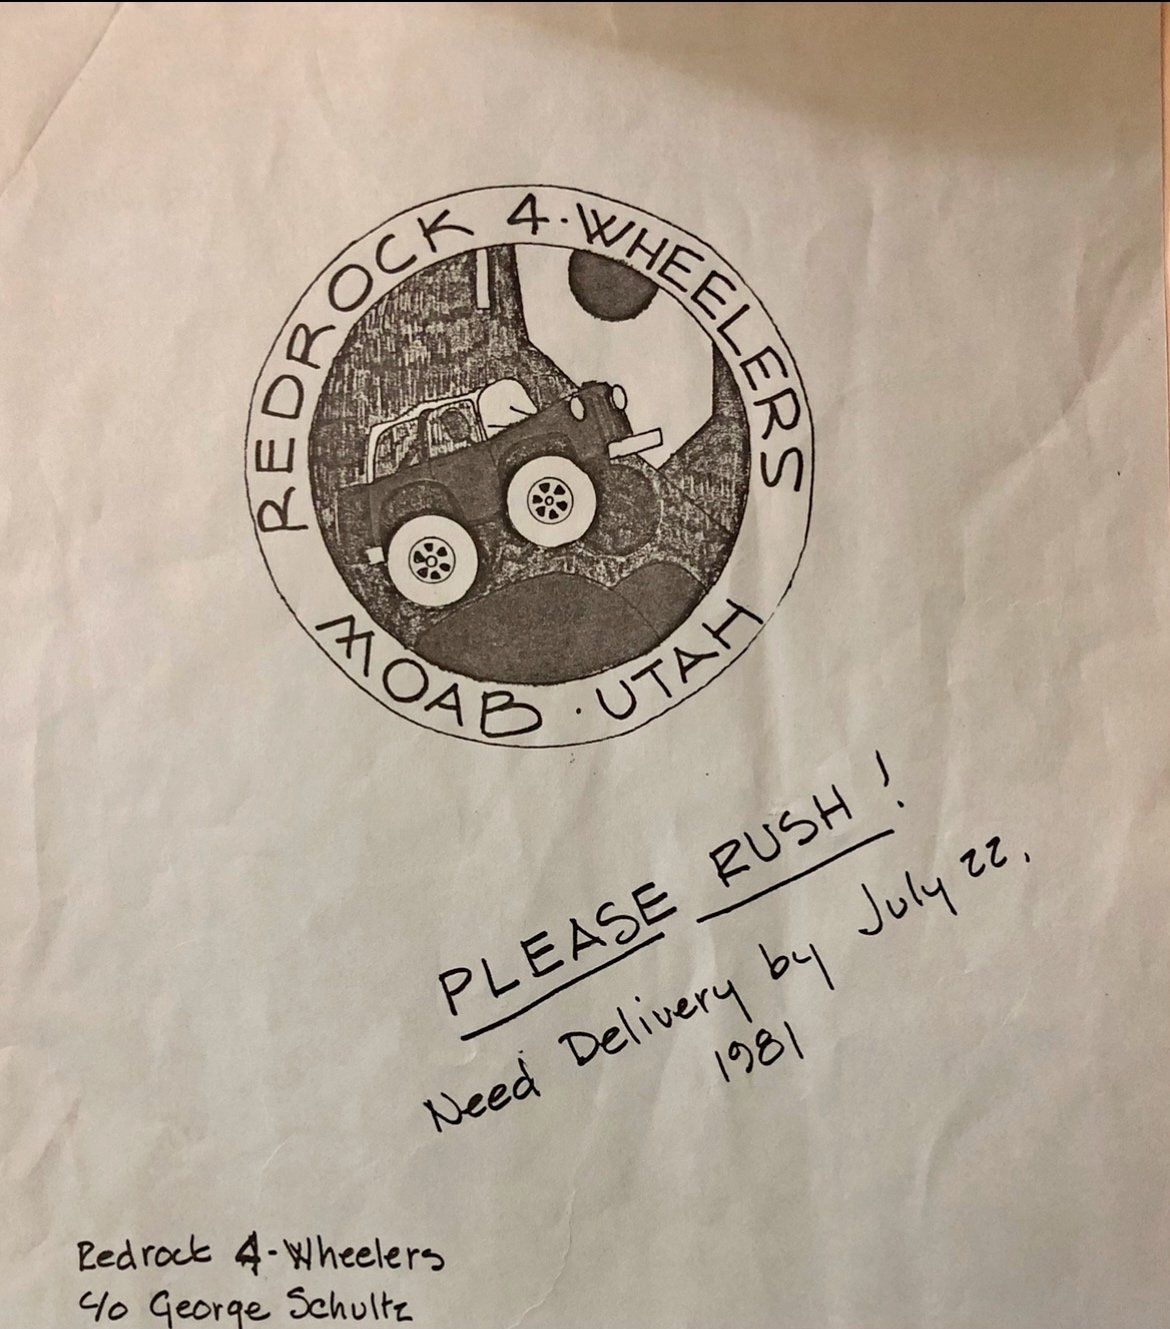 REDROCK 4·WHEELERS
MOAB · UTAH
PLEASE RUSH!
Need Delivery by July 22,
1981
Redrock 4-Wheelers
c/o George Schultz